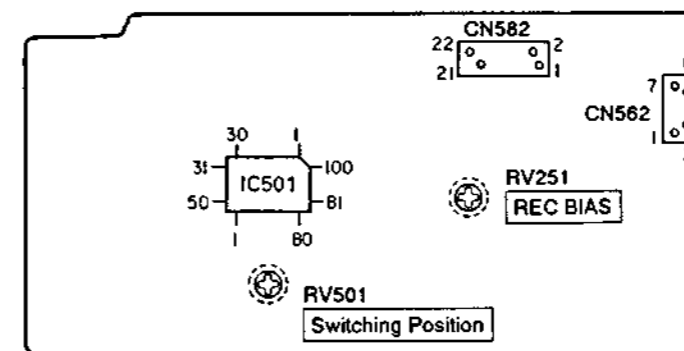 CN582
22 2
21 1
7
CN562
1
30 1
31 100
IC501
50 81
1 80
RV251
REC BIAS
RV501
Switching Position